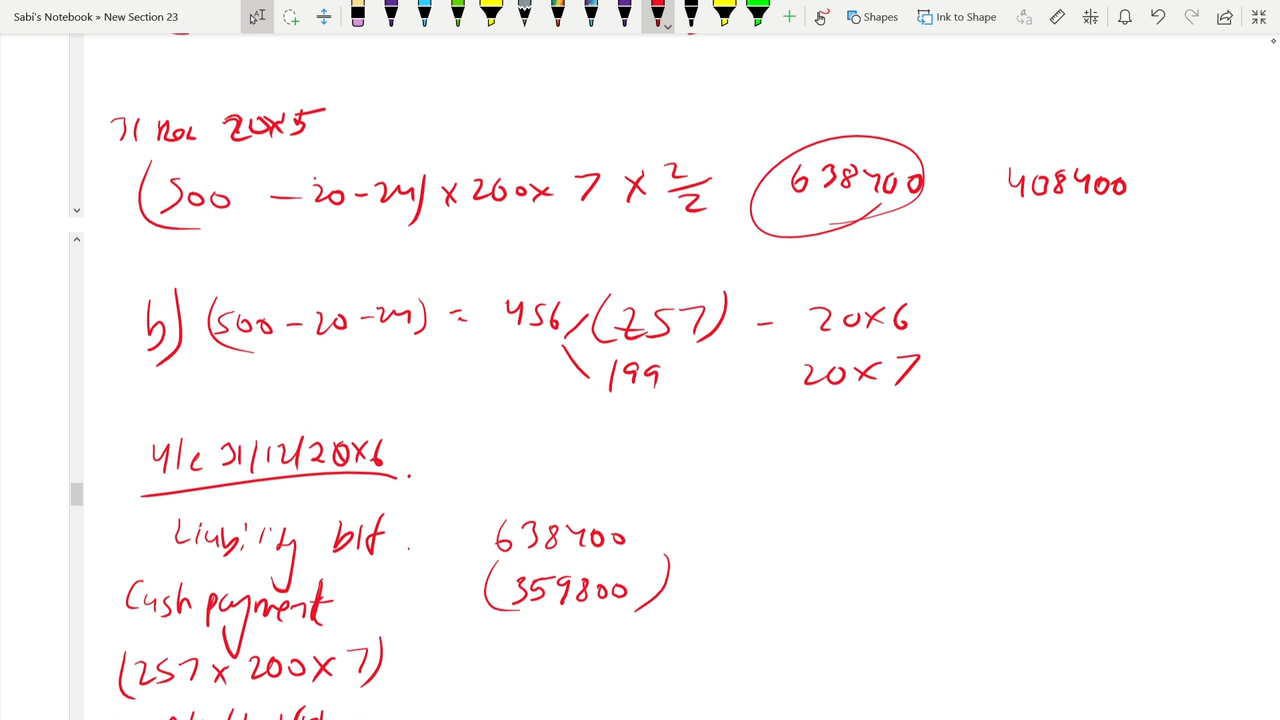 Sabi's Notebook » New Section 23
Shapes
Ink to Shape
31 Dec 20x5
(500 - 20 - 24) x 200 x 7 x 2/2 638400 408400
b) (500 - 20 - 24) = 456 (257) - 20x6
199 20x7
Y/e 31/12/20x6
Liability b/f 638400
Cash payment (359800)
(257 x 200 x 7)